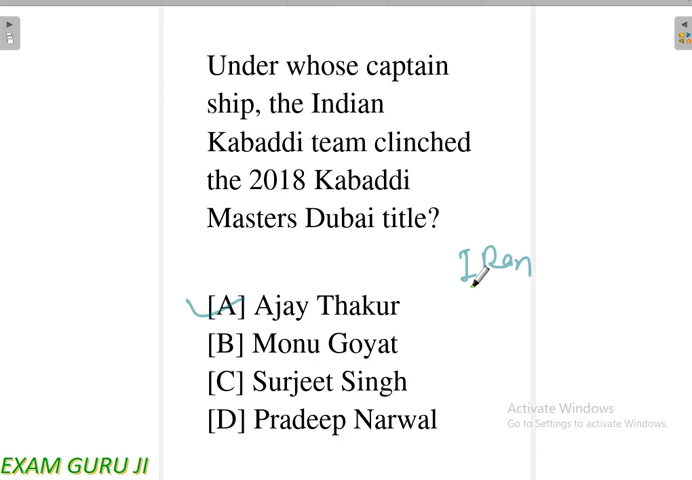 Under whose captain
ship, the Indian
Kabaddi team clinched
the 2018 Kabaddi
Masters Dubai title?
IRan
[A] Ajay Thakur
[B] Monu Goyat
[C] Surjeet Singh
[D] Pradeep Narwal
Activate Windows
Go to Settings to activate Windows.
EXAM GURU JI